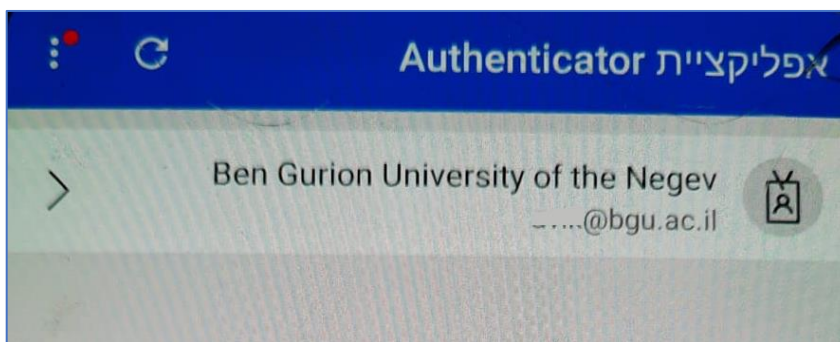 אפליקציית Authenticator
Ben Gurion University of the Negev
@bgu.ac.il